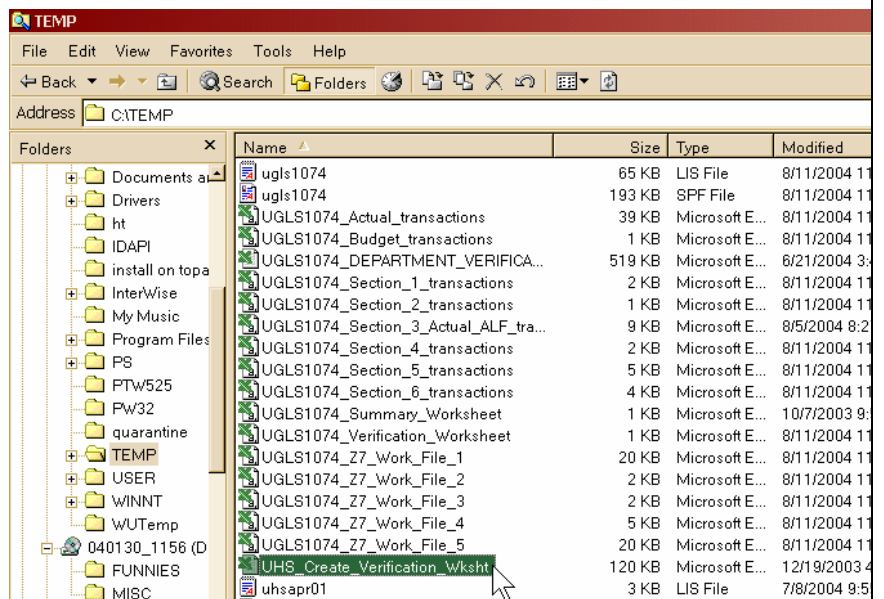 TEMP
File Edit View Favorites Tools Help
Back Search Folders
Address C:\TEMP
Folders × Name Size Type Modified
Documents a
Drivers
ht
IDAPI
install on topa
InterWise
My Music
Program Files
PS
PTW525
PW32
quarantine
TEMP
USER
WINNT
WUTemp
040130_1156 (D
FUNNIES
MISC
ugls1074 65 KB LIS File 8/11/2004 11
ugls1074 193 KB SPF File 8/11/2004 11
UGLS1074_Actual_transactions 39 KB Microsoft E... 8/11/2004 11
UGLS1074_Budget_transactions 1 KB Microsoft E... 8/11/2004 11
UGLS1074_DEPARTMENT_VERIFICA... 519 KB Microsoft E... 6/21/2004 3:
UGLS1074_Section_1_transactions 2 KB Microsoft E... 8/11/2004 11
UGLS1074_Section_2_transactions 1 KB Microsoft E... 8/11/2004 11
UGLS1074_Section_3_Actual_ALF_tra... 9 KB Microsoft E... 8/5/2004 8:2
UGLS1074_Section_4_transactions 2 KB Microsoft E... 8/11/2004 11
UGLS1074_Section_5_transactions 5 KB Microsoft E... 8/11/2004 11
UGLS1074_Section_6_transactions 4 KB Microsoft E... 8/11/2004 11
UGLS1074_Summary_Worksheet 1 KB Microsoft E... 10/7/2003 9:
UGLS1074_Verification_Worksheet 1 KB Microsoft E... 8/11/2004 11
UGLS1074_Z7_Work_File_1 20 KB Microsoft E... 8/11/2004 11
UGLS1074_Z7_Work_File_2 2 KB Microsoft E... 8/11/2004 11
UGLS1074_Z7_Work_File_3 2 KB Microsoft E... 8/11/2004 11
UGLS1074_Z7_Work_File_4 5 KB Microsoft E... 8/11/2004 11
UGLS1074_Z7_Work_File_5 20 KB Microsoft E... 8/11/2004 11
UHS_Create_Verification_Wksht 120 KB Microsoft E... 12/19/2003 4
uhsapr01 3 KB LIS File 7/8/2004 9:5